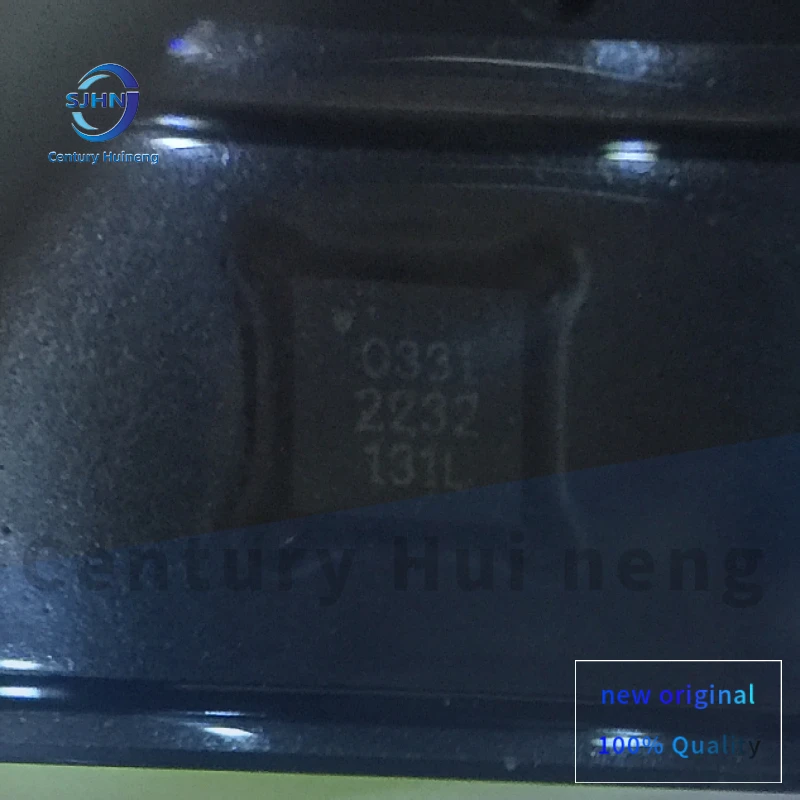 SJHN
Century Huineng
0331
2232
131L
Century Hui neng
new original
100% Quality